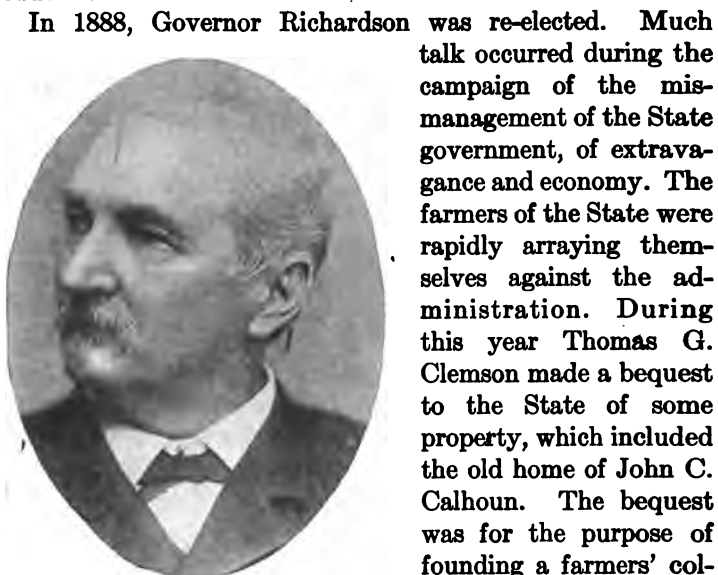 In 1888, Governor Richardson was re-elected. Much
talk occurred during the
campaign of the mis-
management of the State
government, of extrava-
gance and economy. The
farmers of the State were
rapidly arraying them-
selves against the ad-
ministration. During
this year Thomas G.
Clemson made a bequest
to the State of some
property, which included
the old home of John C.
Calhoun. The bequest
was for the purpose of
founding a farmers' col-